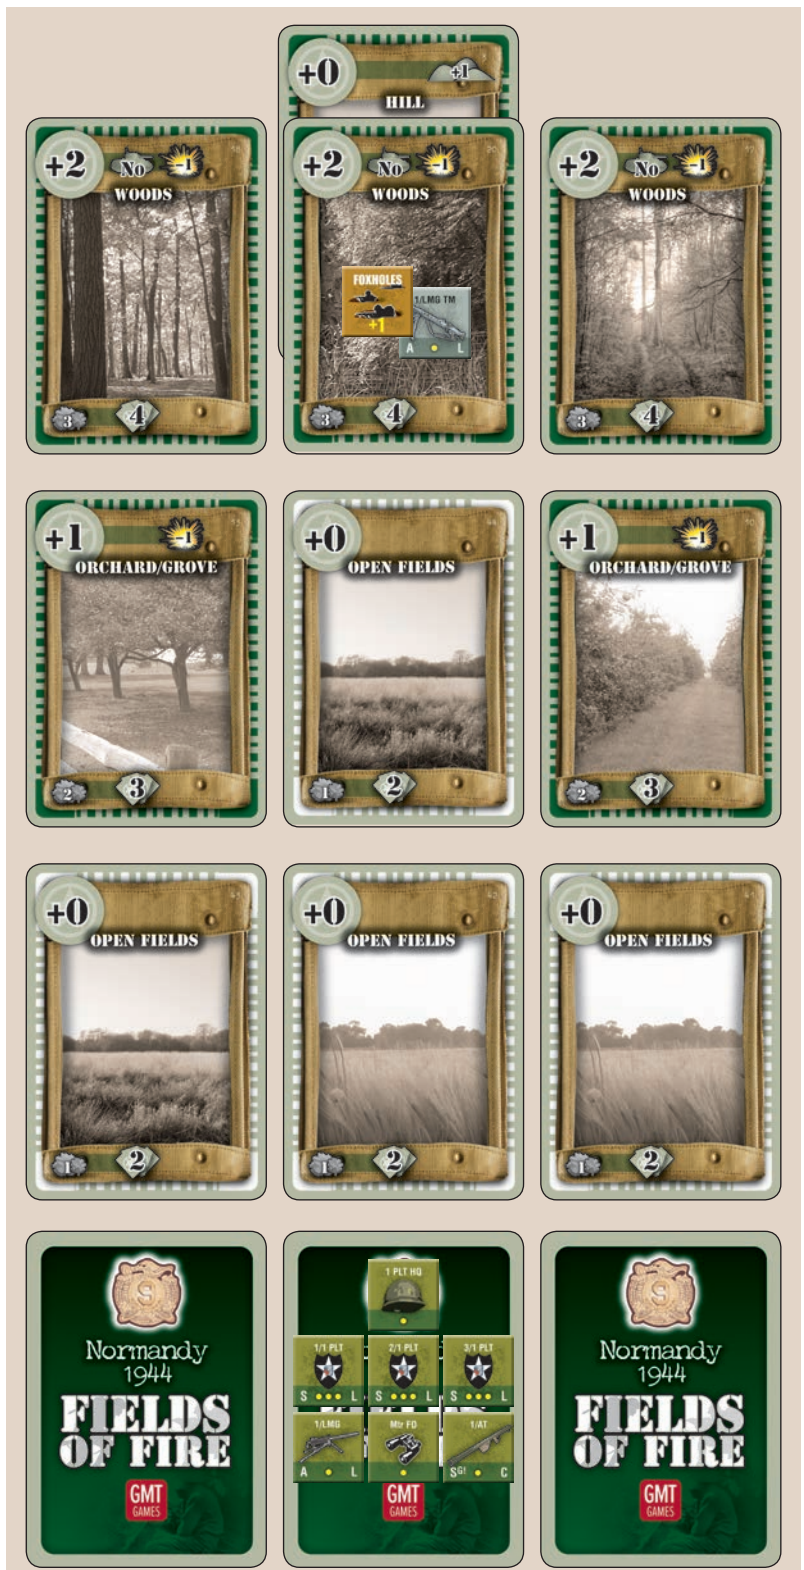 +0
+1
HILL
+2
No
-1
WOODS
3
4
+2
No
-1
WOODS
FOXHOLES
+1
1/LMG TM
A L
3
4
+2
No
-1
WOODS
3
4
+1
-1
ORCHARD/GROVE
2
3
+0
OPEN FIELDS
1
2
+1
-1
ORCHARD/GROVE
2
3
+0
OPEN FIELDS
1
2
+0
OPEN FIELDS
1
2
+0
OPEN FIELDS
1
2
Normandy
1944
FIELDS
OF FIRE
GMT
GAMES
1 PLT HQ
1/1 PLT
S L
2/1 PLT
S L
3/1 PLT
S L
1/LMG
A L
Mtr FO
1/AT
SG! C
GMT
GAMES
Normandy
1944
FIELDS
OF FIRE
GMT
GAMES